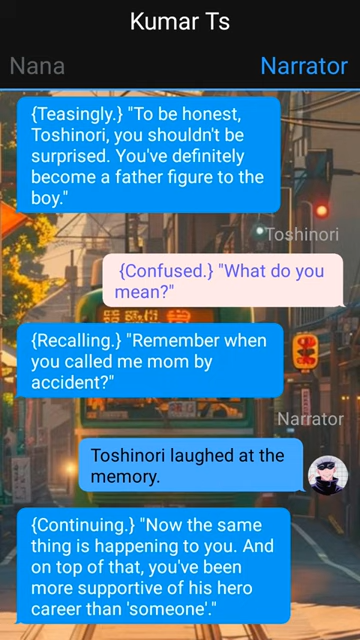 Kumar Ts
Nana
Narrator
{Teasingly.} "To be honest,
Toshinori, you shouldn't be
surprised. You've definitely
become a father figure to the
boy."
Toshinori
{Confused.} "What do you
mean?"
{Recalling.} "Remember when
you called me mom by
accident?"
Narrator
Toshinori laughed at the
memory.
{Continuing.} "Now the same
thing is happening to you. And
on top of that, you've been
more supportive of his hero
career than 'someone'."